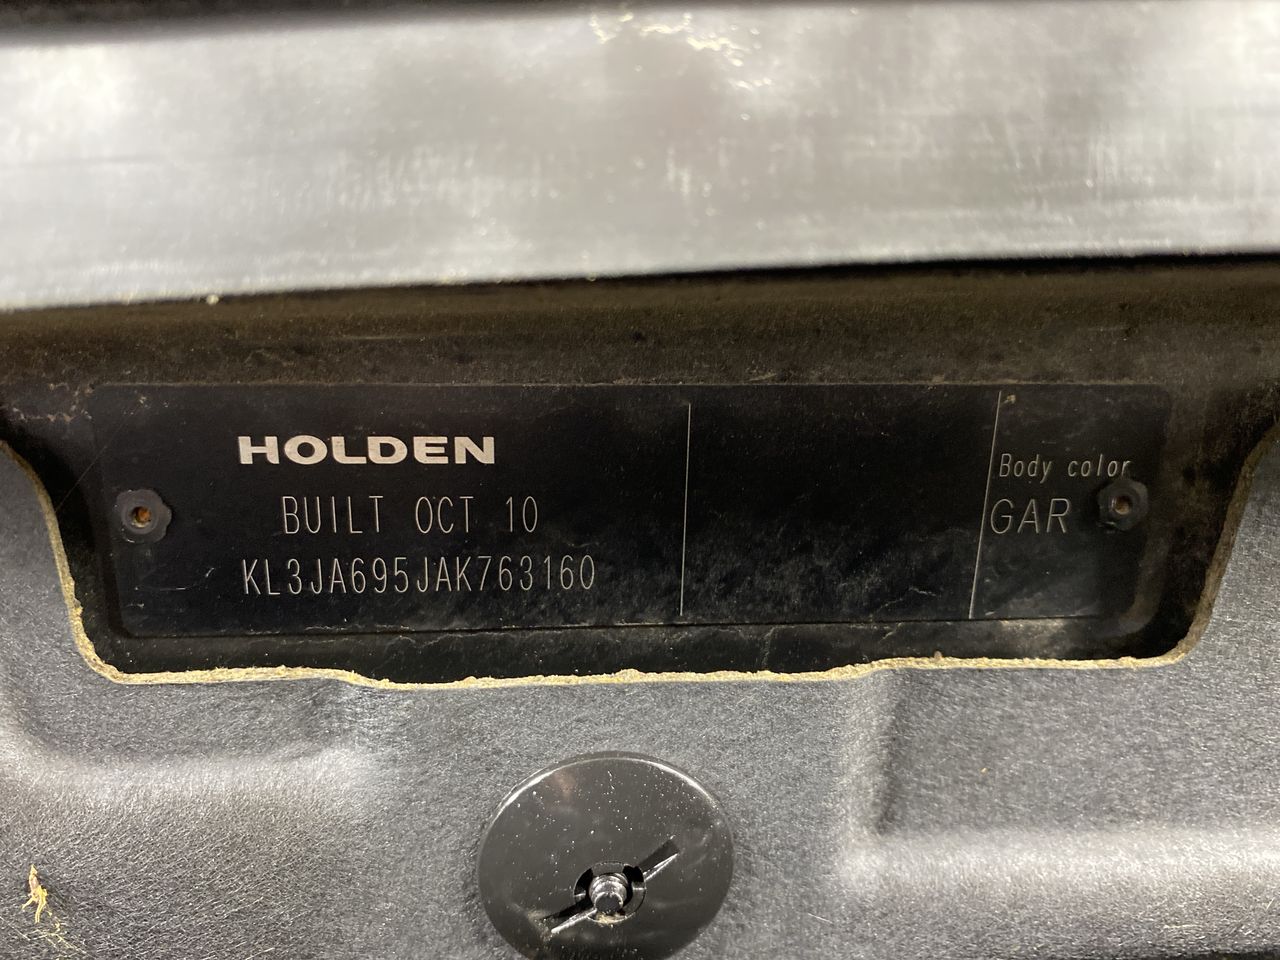 HOLDEN
BUILT OCT 10
KL3JA695JAK763160
Body color
GAR